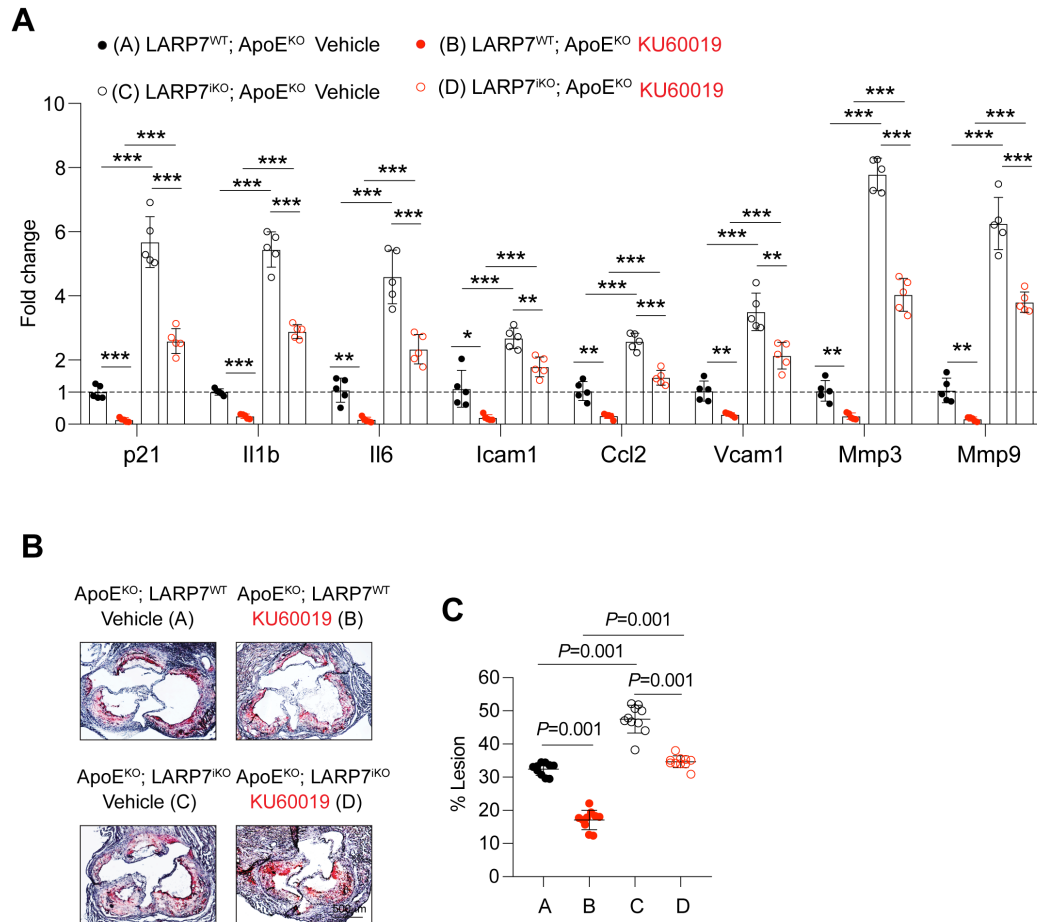 A
(A) LARP7WT; ApoEKO Vehicle
(B) LARP7WT; ApoEKO KU60019
(C) LARP7iKO; ApoEKO Vehicle
(D) LARP7iKO; ApoEKO KU60019
Fold change
10
8
6
4
2
1
0
*** *** *** ***
*** *** *** ***
*** *** *** **
* *** *** **
** *** *** ***
** *** *** **
** *** *** ***
** *** *** ***
p21 Il1b Il6 Icam1 Ccl2 Vcam1 Mmp3 Mmp9
B
ApoEKO; LARP7WT
Vehicle (A)
ApoEKO; LARP7WT
KU60019 (B)
ApoEKO; LARP7iKO
Vehicle (C)
ApoEKO; LARP7iKO
KU60019 (D)
C
P=0.001
P=0.001
P=0.001
P=0.001
% Lesion
60
50
40
30
20
10
0
A B C D